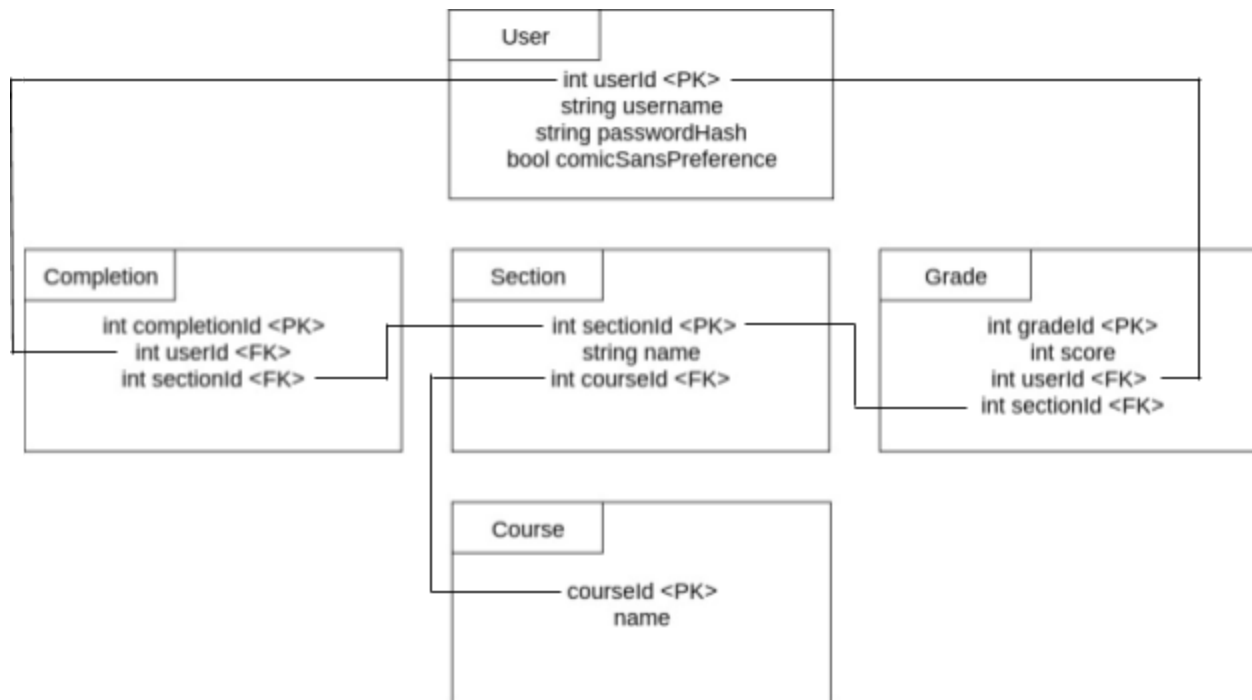 User
int userId <PK>
string username
string passwordHash
bool comicSansPreference
Completion
int completionId <PK>
int userId <FK>
int sectionId <FK>
Section
int sectionId <PK>
string name
int courseId <FK>
Grade
int gradeId <PK>
int score
int userId <FK>
int sectionId <FK>
Course
courseId <PK>
name